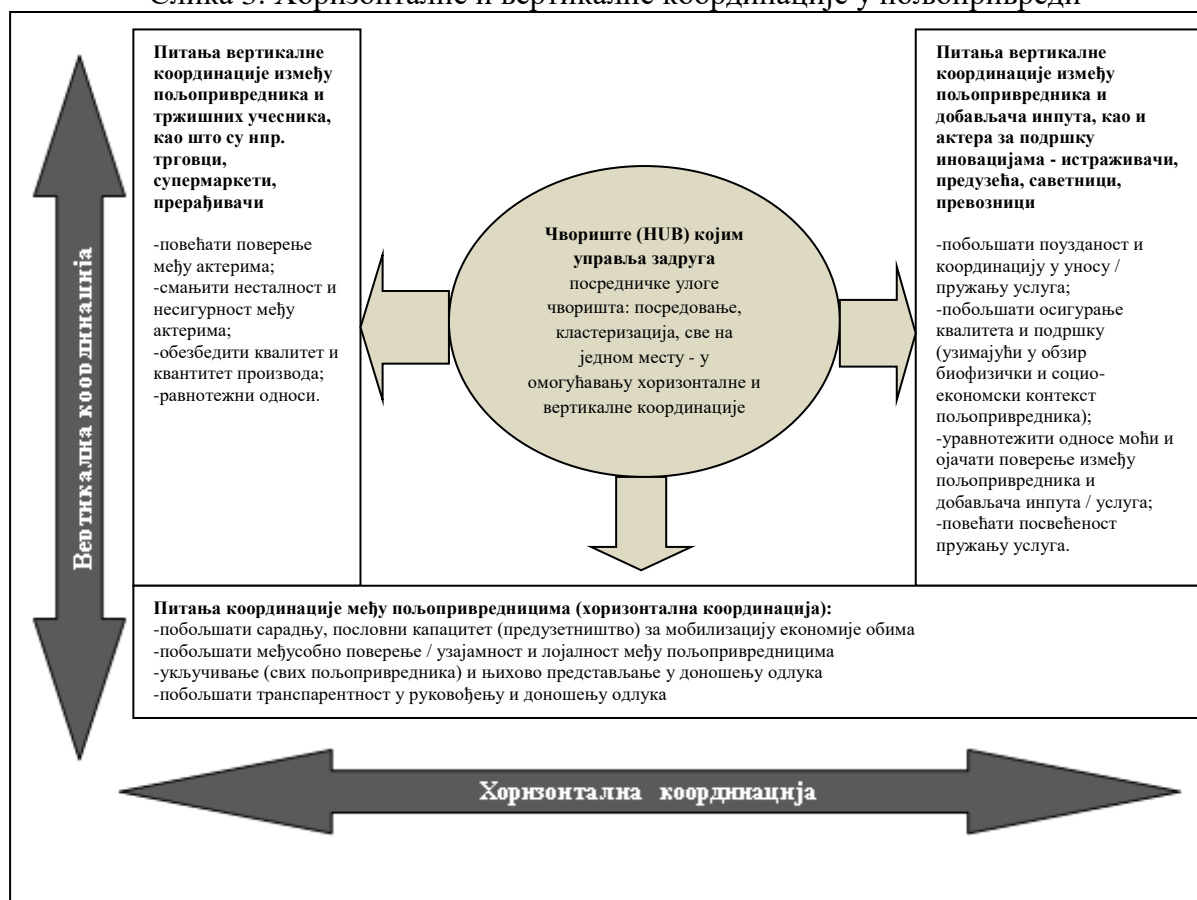 Слика 3. Хоризонталне и вертикалне координације у пољопривреди
Питања вертикалне
координације између
пољопривредника и
тржишних учесника,
као што су нпр.
трговци,
супермаркети,
прерађивачи
-повећати поверење
међу актерима;
-смањити несталност и
несигурност међу
актерима;
-обезбедити квалитет и
квантитет производа;
-равнотежни односи.
Чвориште (HUB) којим
управља задруга
посредничке улоге
чворишта: посредовање,
кластеризација, све на
једном месту - у
омогућавању хоризонталне и
вертикалне координације
Питања вертикалне
координације између
пољопривредника и
добављача инпута, као и
актера за подршку
иновацијама - истраживачи,
предузећа, саветници,
превозници
-побољшати поузданост и
координацију у уносу /
пружању услуга;
-побољшати осигурање
квалитета и подршку
(узимајући у обзир
биофизички и социо-
економски контекст
пољопривредника);
-уравнотежити односе моћи и
ојачати поверење између
пољопривредника и
добављача инпута / услуга;
-повећати посвећеност
пружању услуга.
Вертикална координација
Питања координације међу пољопривредницима (хоризонтална координација):
-побољшати сарадњу, пословни капацитет (предузетништво) за мобилизацију економије обима
-побољшати међусобно поверење / узајамност и лојалност међу пољопривредницима
-укључивање (свих пољопривредника) и њихово представљање у доношењу одлука
-побољшати транспарентност у руковођењу и доношењу одлука
Хоризонтална координација